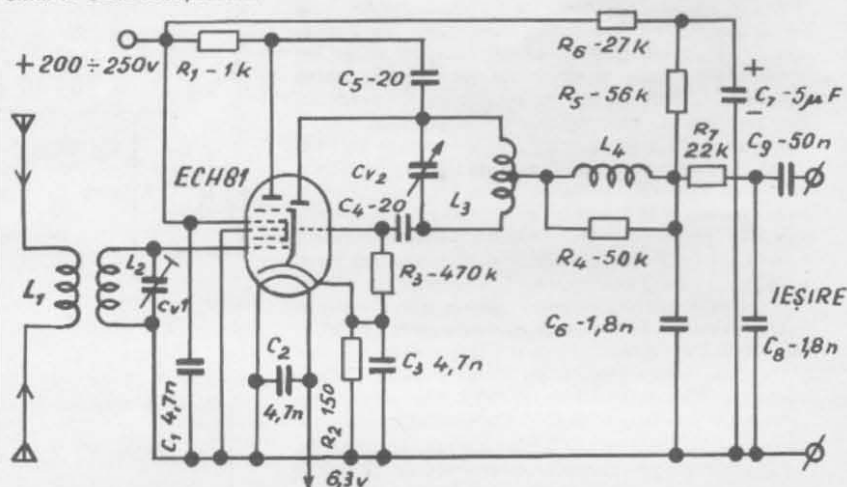 + 200 ÷ 250v
R1 - 1k
C5-20
R6 - 27k
R5-56k
+
-
C7 -5μF
R7
22k
C9-50n
ECH81
Cv2
C4-20
L3
L4
R4-50k
L1
L2
cv1
R3-470k
IEŞIRE
C1 4,7n
C2
4,7n
R2 150
C3 4,7n
C6-1,8n
C8-1,8n
6,3v